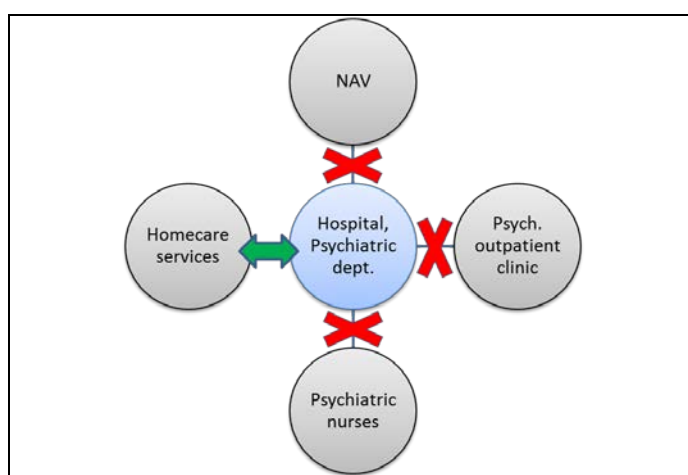 NAV
Homecare
services
Hospital,
Psychiatric
dept.
Psych.
outpatient
clinic
Psychiatric
nurses